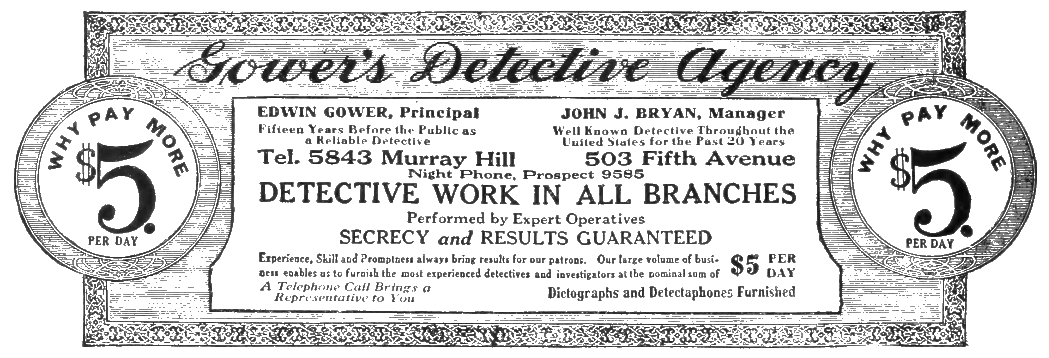 Gower's Detective Agency
WHY PAY MORE
$5.
PER DAY
EDWIN GOWER, Principal
Fifteen Years Before the Public as
a Reliable Detective
JOHN J. BRYAN, Manager
Well Known Detective Throughout the
United States for the Past 20 Years
Tel. 5843 Murray Hill
503 Fifth Avenue
Night Phone, Prospect 9585
DETECTIVE WORK IN ALL BRANCHES
Performed by Expert Operatives
SECRECY and RESULTS GUARANTEED
Experience, Skill and Promptness always bring results for our patrons. Our large volume of busi-
ness enables us to furnish the most experienced detectives and investigators at the nominal sum of
$5 PER DAY
A Telephone Call Brings a
Representative to You
Dictographs and Detectaphones Furnished
WHY PAY MORE
$5.
PER DAY